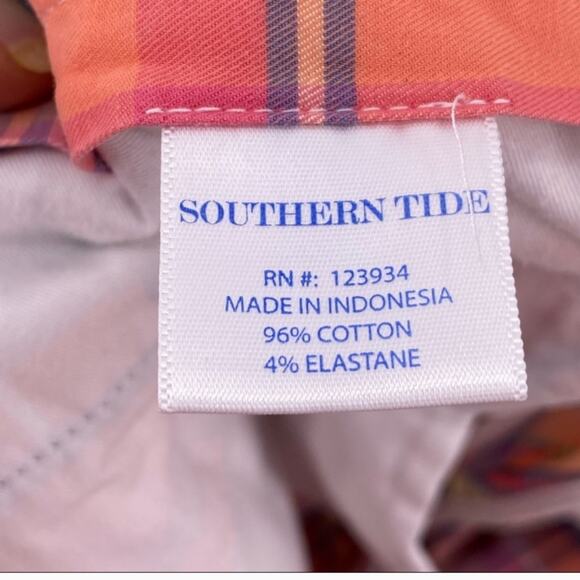 SOUTHERN TIDE
RN #: 123934
MADE IN INDONESIA
96% COTTON
4% ELASTANE